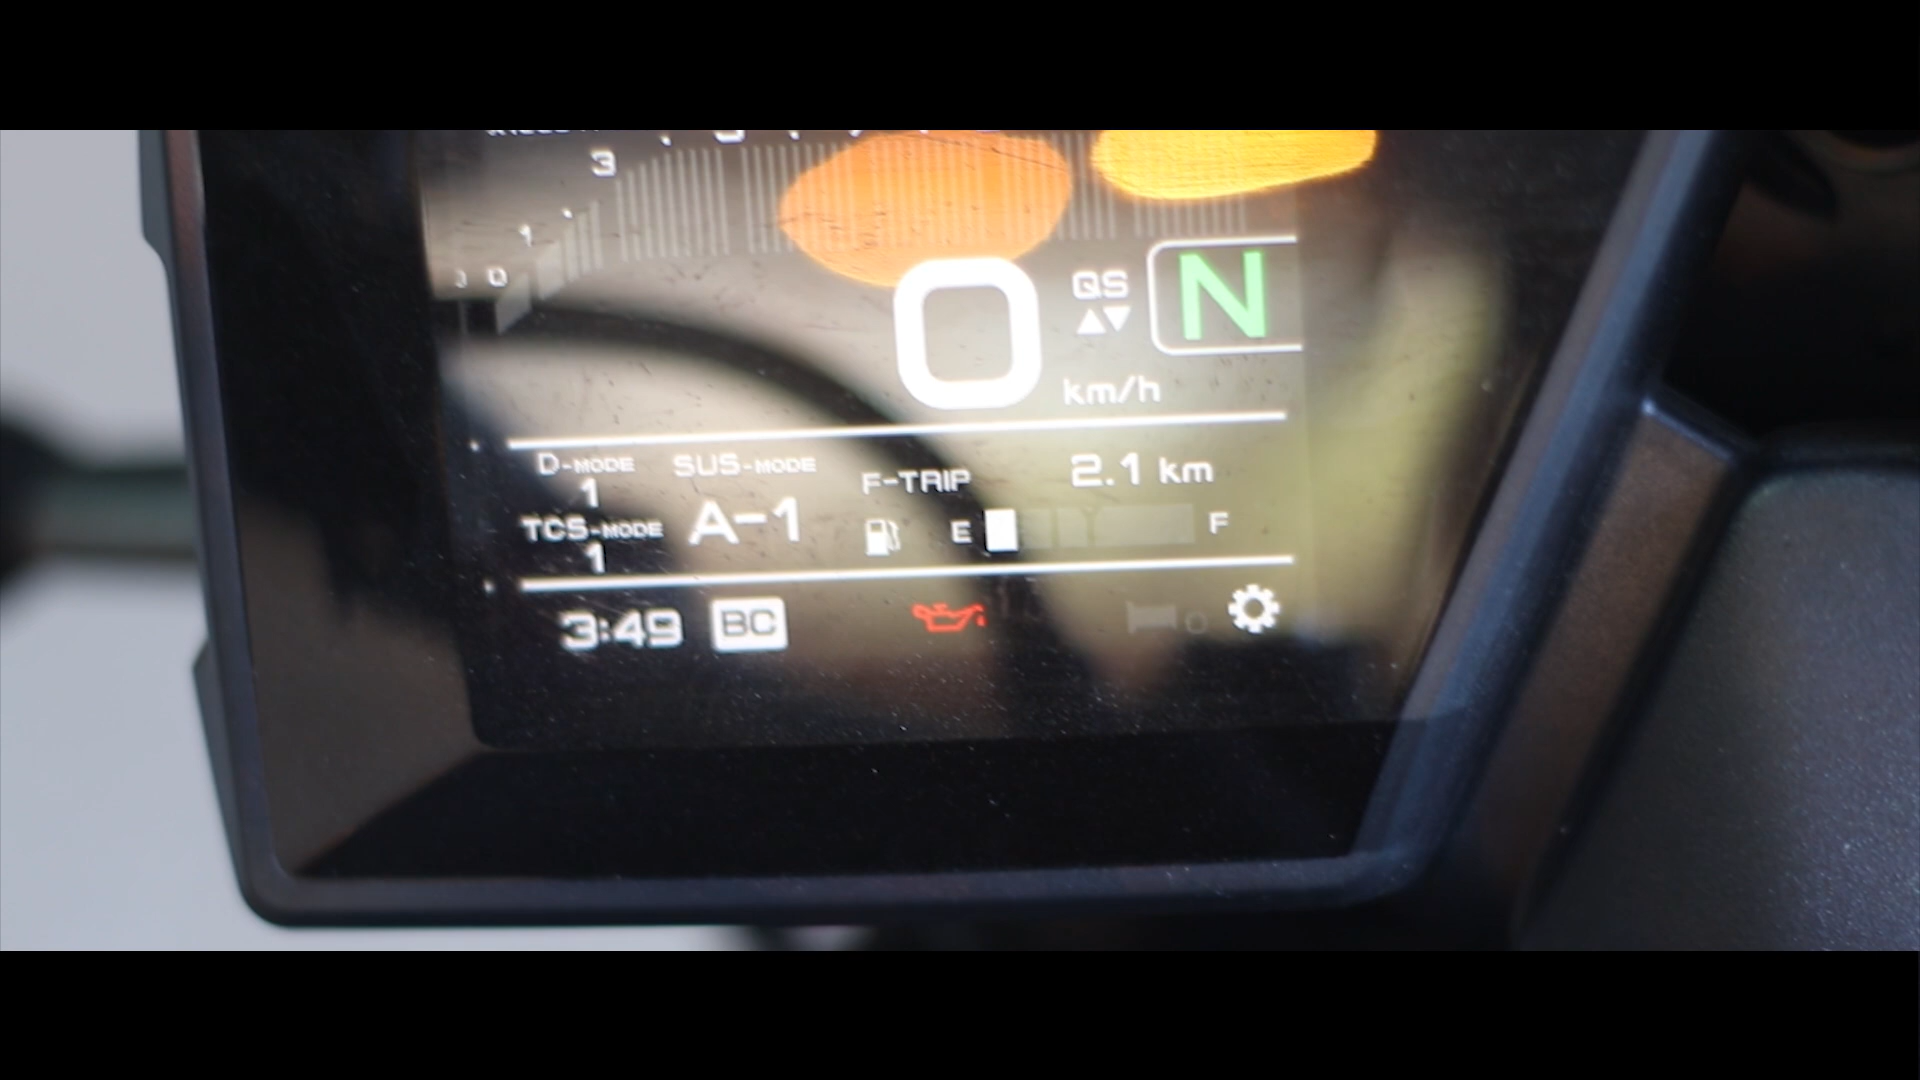 3
1
0
0
QS
N
km/h
D-MODE
1
SUS-MODE
A-1
TCS-MODE
1
F-TRIP 2.1 km
E F
3:49 BC